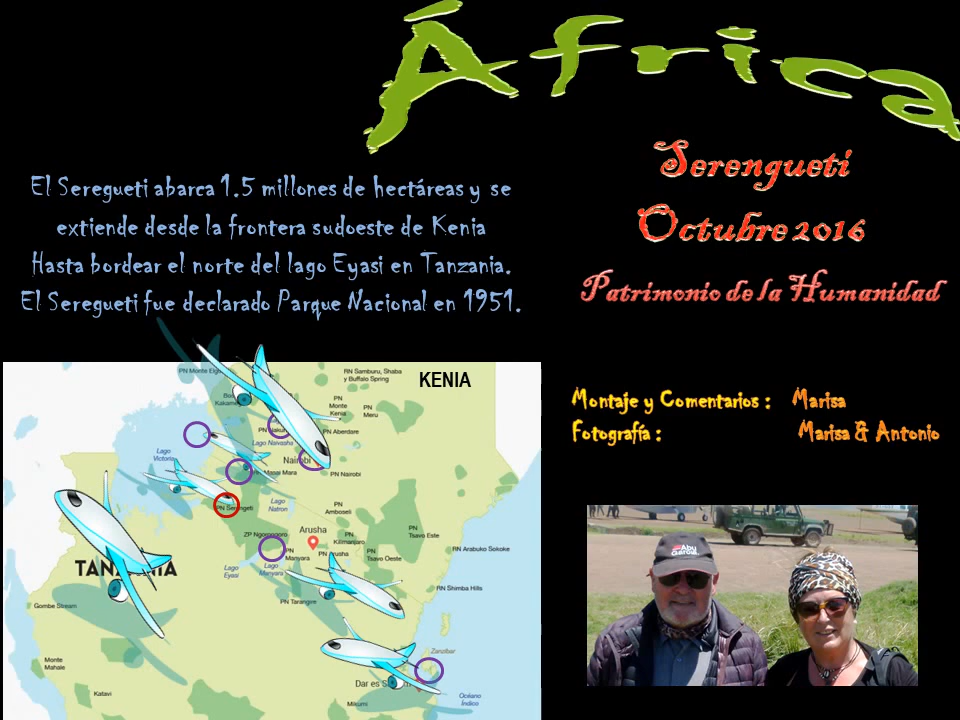 África
Serengueti
Octubre 2016
Patrimonio de la Humanidad
El Seregueti abarca 1.5 millones de hectáreas y se
extiende desde la frontera sudoeste de Kenia
Hasta bordear el norte del lago Eyasi en Tanzania.
El Seregueti fue declarado Parque Nacional en 1951.
Montaje y Comentarios : Marisa
Fotografía : Marisa & Antonio
KENIA
PN Monte
RN Samburu, Shaba
y Buffalo Spring
PN
Monte
Kenia
PN
Meru
PN Aberdare
Lago
Naivasha
Lago
Victoria
Nairobi
PN Nairobi
Masai Mara
PN Serengeti
Lago
Natron
PN
Amboseli
ZP Ngorongoro
Arusha
PN
Kilimanjaro
PN
Tsavo Este
PN
Manyara
PN Arusha
PN
Tsavo Oeste
RN Arabuko Sokoke
Lago
Eyasi
Lago
Manyara
RN Shimba Hills
PN Tarangire
Gombe Stream
Zanzibar
Monte
Mahale
Katavi
Dar es
Océano
Índico
Abu
Garcia